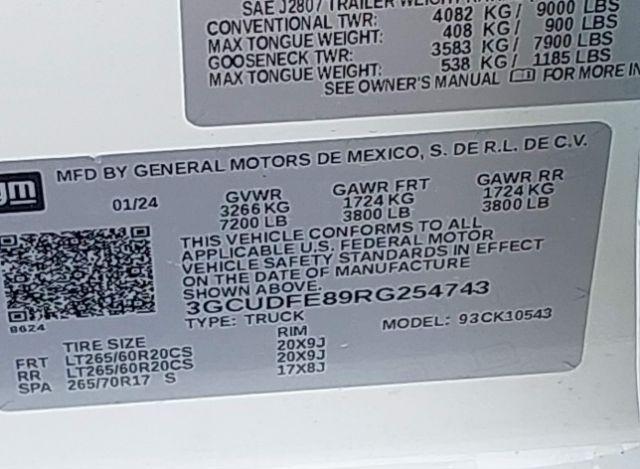 SAE J2807 TRAILER WEIGHT
CONVENTIONAL TWR: 4082 KG/ 9000 LBS
MAX TONGUE WEIGHT: 408 KG/ 900 LBS
GOOSENECK TWR: 3583 KG/ 7900 LBS
MAX TONGUE WEIGHT: 538 KG/ 1185 LBS
SEE OWNER'S MANUAL FOR MORE IN
gm
MFD BY GENERAL MOTORS DE MEXICO, S. DE R.L. DE C.V.
01/24 GVWR GAWR FRT GAWR RR
3266 KG 1724 KG 1724 KG
7200 LB 3800 LB 3800 LB
THIS VEHICLE CONFORMS TO ALL
APPLICABLE U.S. FEDERAL MOTOR
VEHICLE SAFETY STANDARDS IN EFFECT
ON THE DATE OF MANUFACTURE
SHOWN ABOVE.
3GCUDFE89RG254743
TYPE: TRUCK MODEL: 93CK10543
8624
TIRE SIZE RIM
FRT LT265/60R20CS 20X9J
RR LT265/60R20CS 20X9J
SPA 265/70R17 S 17X8J